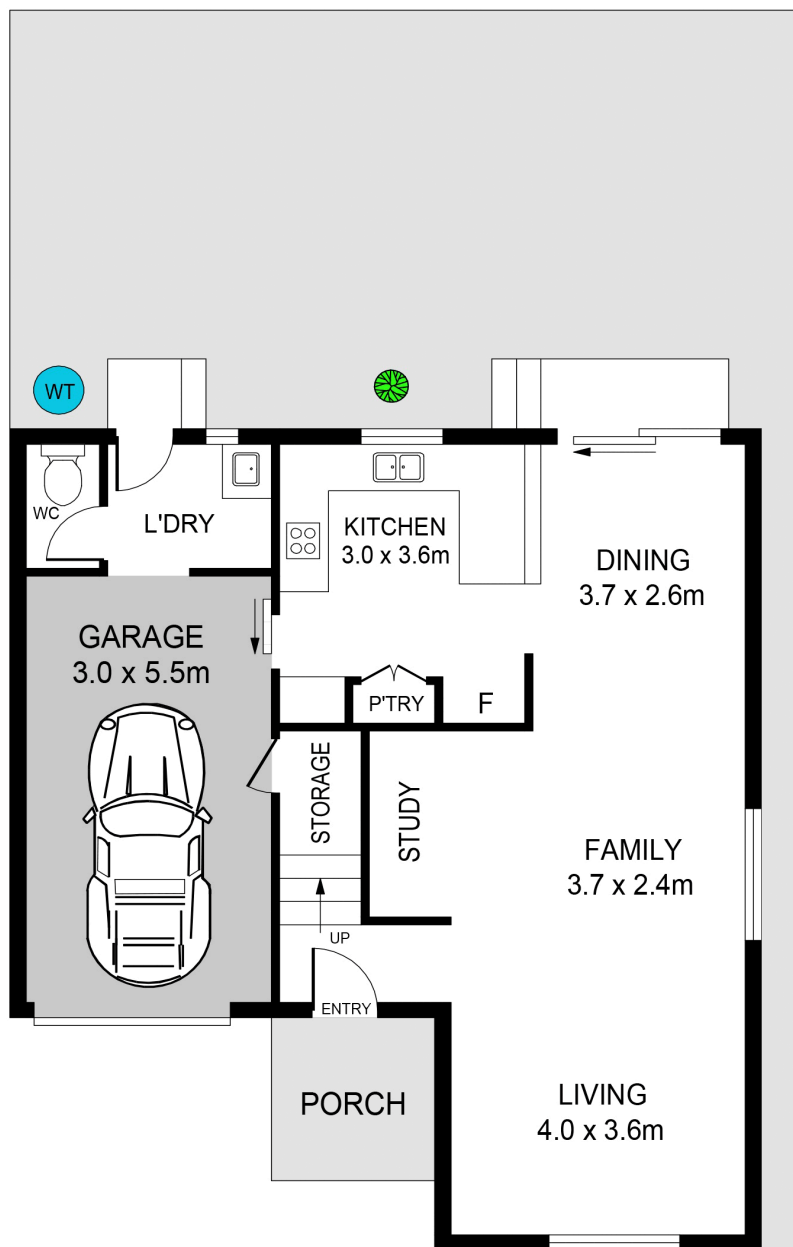 WT
WC
L'DRY
KITCHEN
3.0 x 3.6m
DINING
3.7 x 2.6m
GARAGE
3.0 x 5.5m
P'TRY
F
STORAGE
STUDY
FAMILY
3.7 x 2.4m
UP
ENTRY
PORCH
LIVING
4.0 x 3.6m